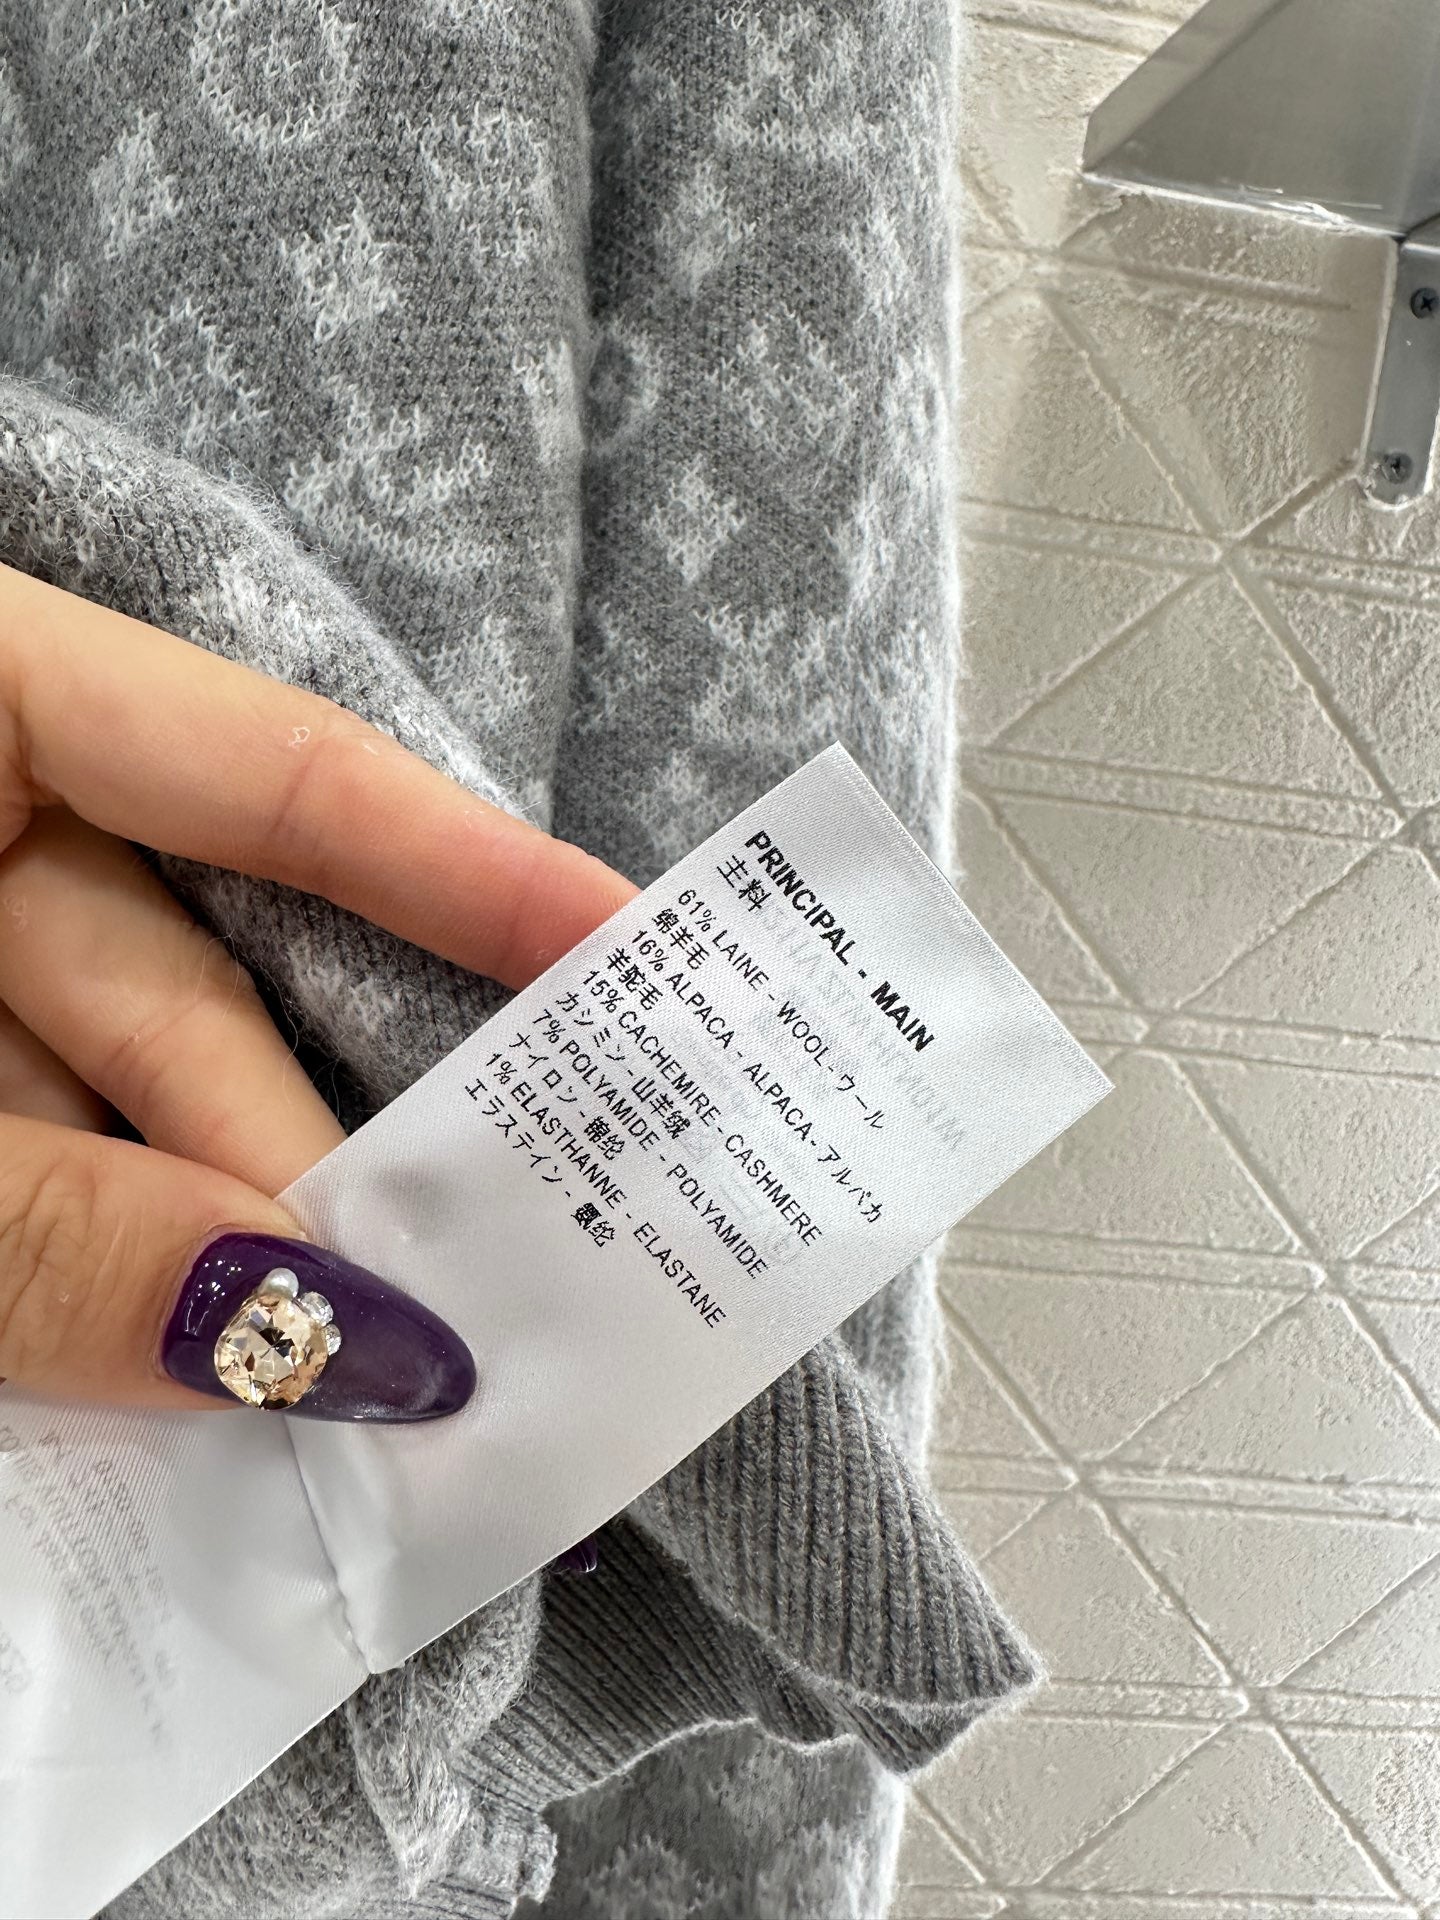 PRINCIPAL - MAIN
主料
61% LAINE - WOOL - ウール
绵羊毛
16% ALPACA - ALPACA - アルパカ
羊驼毛
15% CACHEMIRE - CASHMERE
カシミン - 山羊绒
7% POLYAMIDE - POLYAMIDE
ナイロン - 锦纶
1% ELASTHANNE - ELASTANE
エラステイン - 氨纶